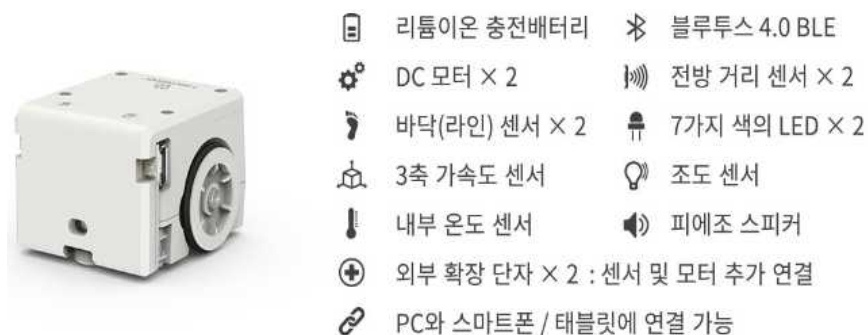 리튬이온 충전배터리
블루투스 4.0 BLE
DC 모터 × 2
전방 거리 센서 × 2
바닥(라인) 센서 × 2
7가지 색의 LED × 2
3축 가속도 센서
조도 센서
내부 온도 센서
피에조 스피커
외부 확장 단자 × 2 : 센서 및 모터 추가 연결
PC와 스마트폰 / 태블릿에 연결 가능